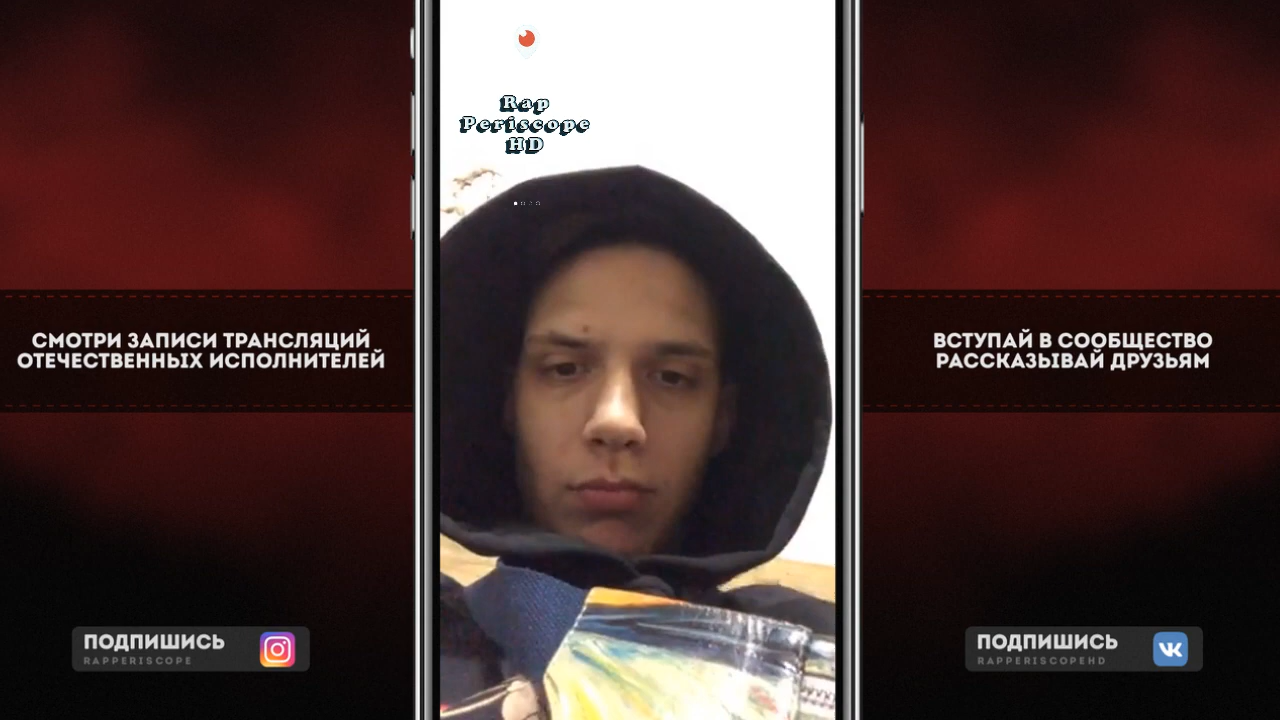 Rap
Periscope
HD
СМОТРИ ЗАПИСИ ТРАНСЛЯЦИЙ
ОТЕЧЕСТВЕННЫХ ИСПОЛНИТЕЛЕЙ
ВСТУПАЙ В СООБЩЕСТВО
РАССКАЗЫВАЙ ДРУЗЬЯМ
ПОДПИШИСЬ
RAPPERISCOPE
ПОДПИШИСЬ
RAPPERISCOPEHD